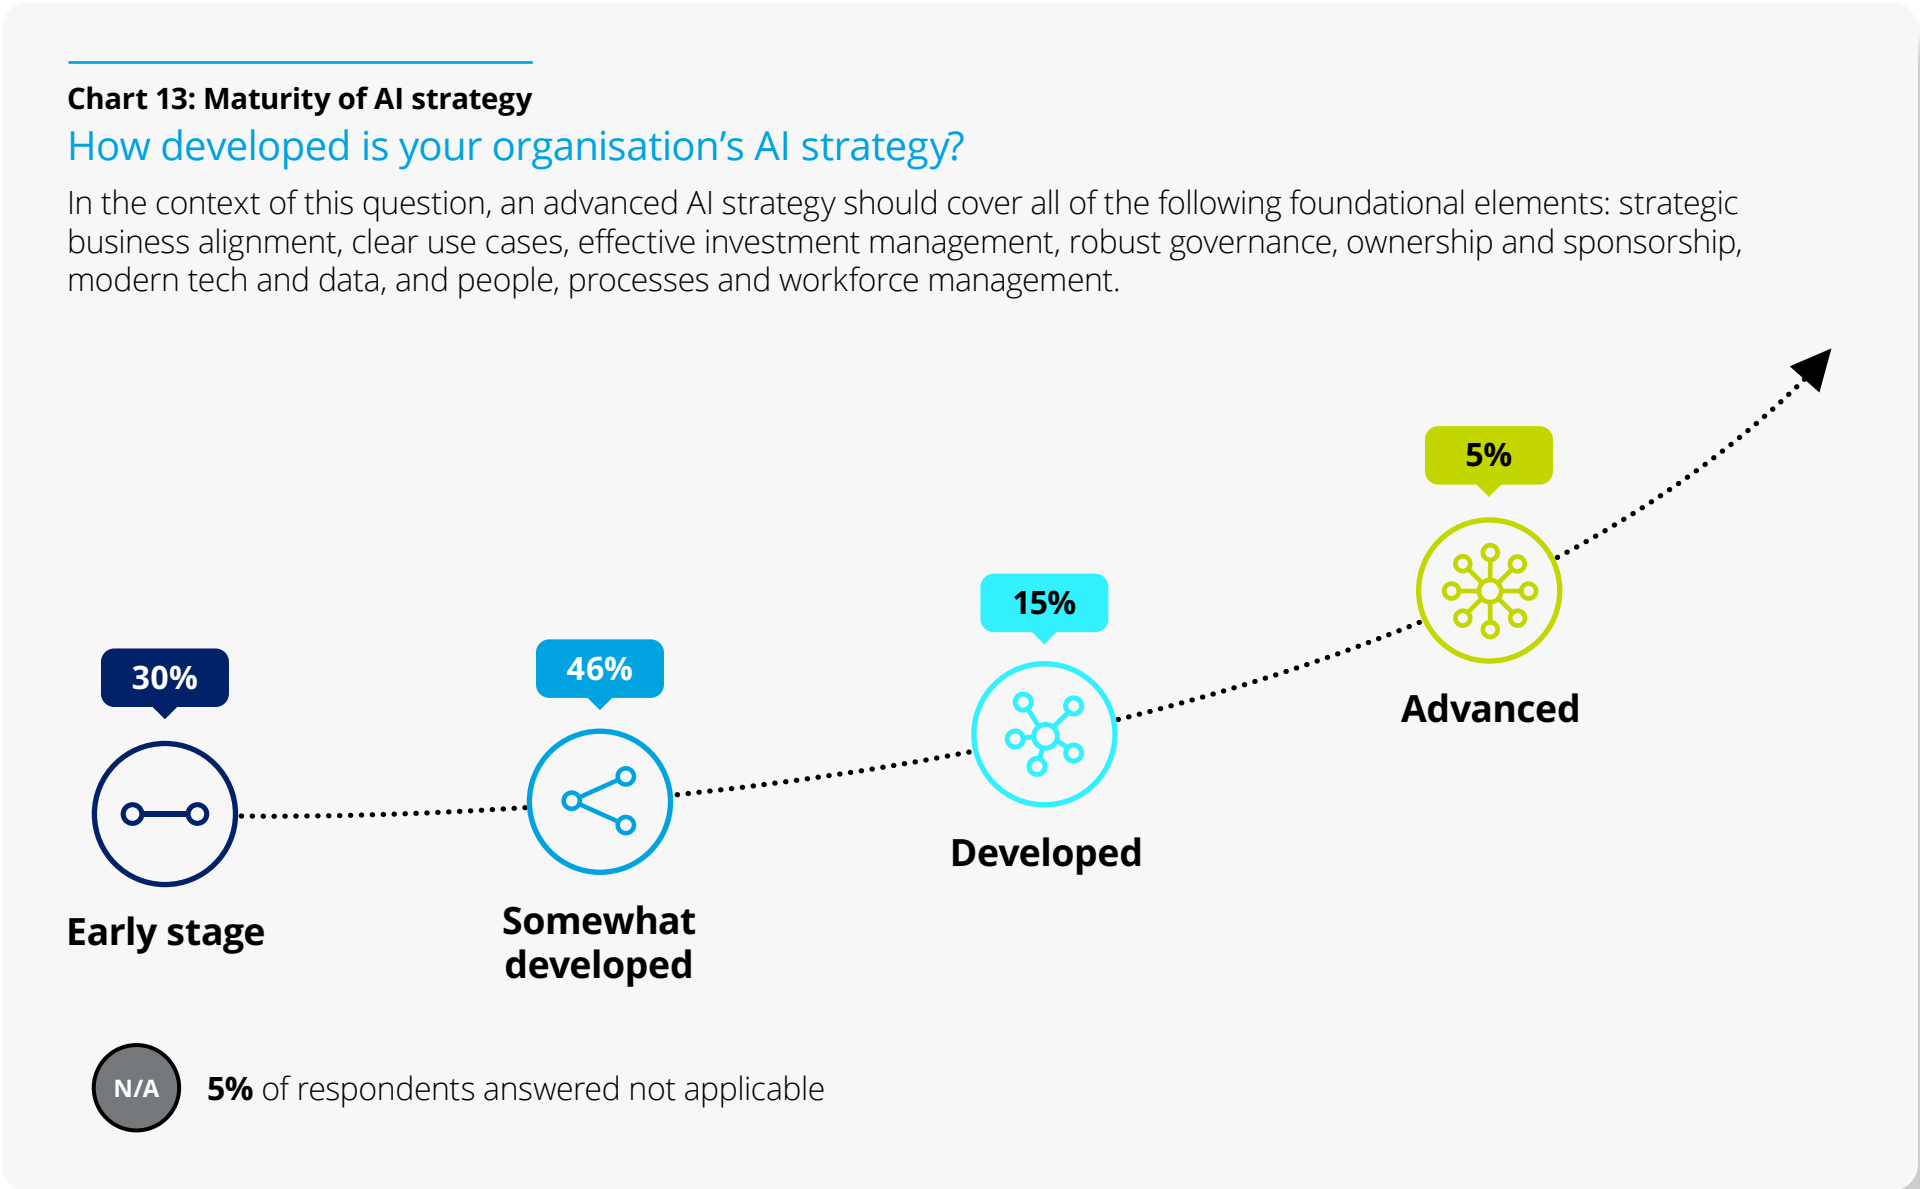 Chart 13: Maturity of AI strategy
How developed is your organisation’s AI strategy?
In the context of this question, an advanced AI strategy should cover all of the following foundational elements: strategic
business alignment, clear use cases, effective investment management, robust governance, ownership and sponsorship,
modern tech and data, and people, processes and workforce management.
30%
Early stage
46%
Somewhat
developed
15%
Developed
5%
Advanced
N/A
5% of respondents answered not applicable